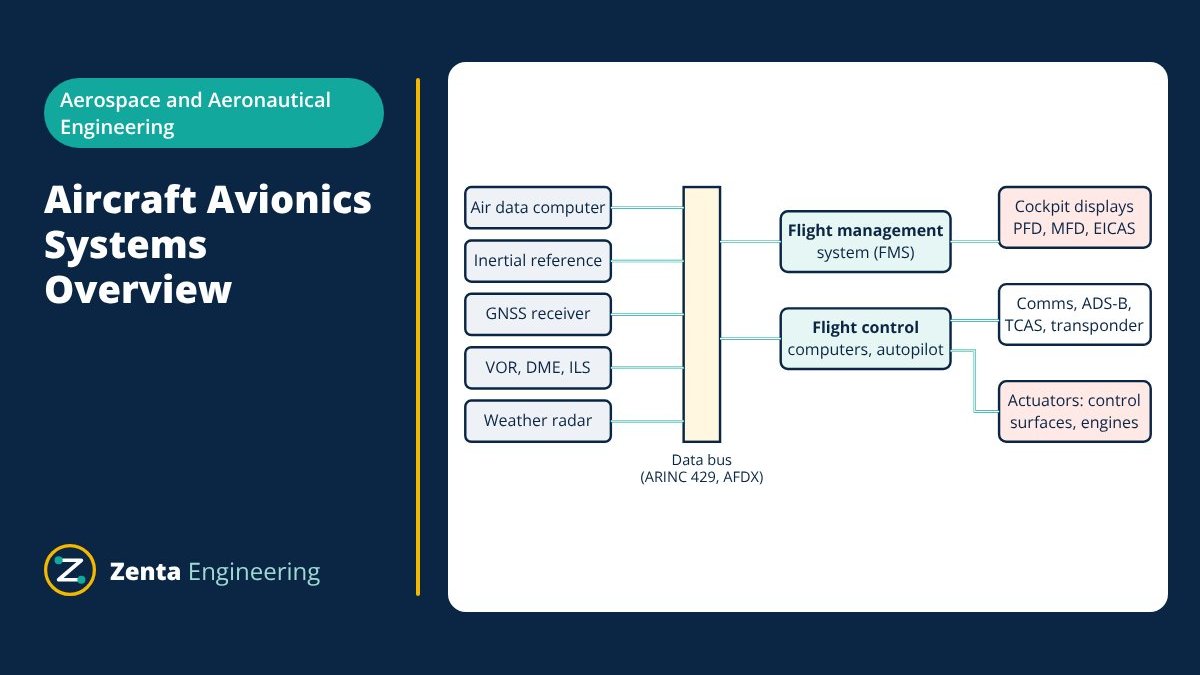 Aerospace and Aeronautical
Engineering
Aircraft Avionics
Systems
Overview
Zenta Engineering
Air data computer
Inertial reference
GNSS receiver
VOR, DME, ILS
Weather radar
Data bus
(ARINC 429, AFDX)
Flight management
system (FMS)
Flight control
computers, autopilot
Cockpit displays
PFD, MFD, EICAS
Comms, ADS-B,
TCAS, transponder
Actuators: control
surfaces, engines